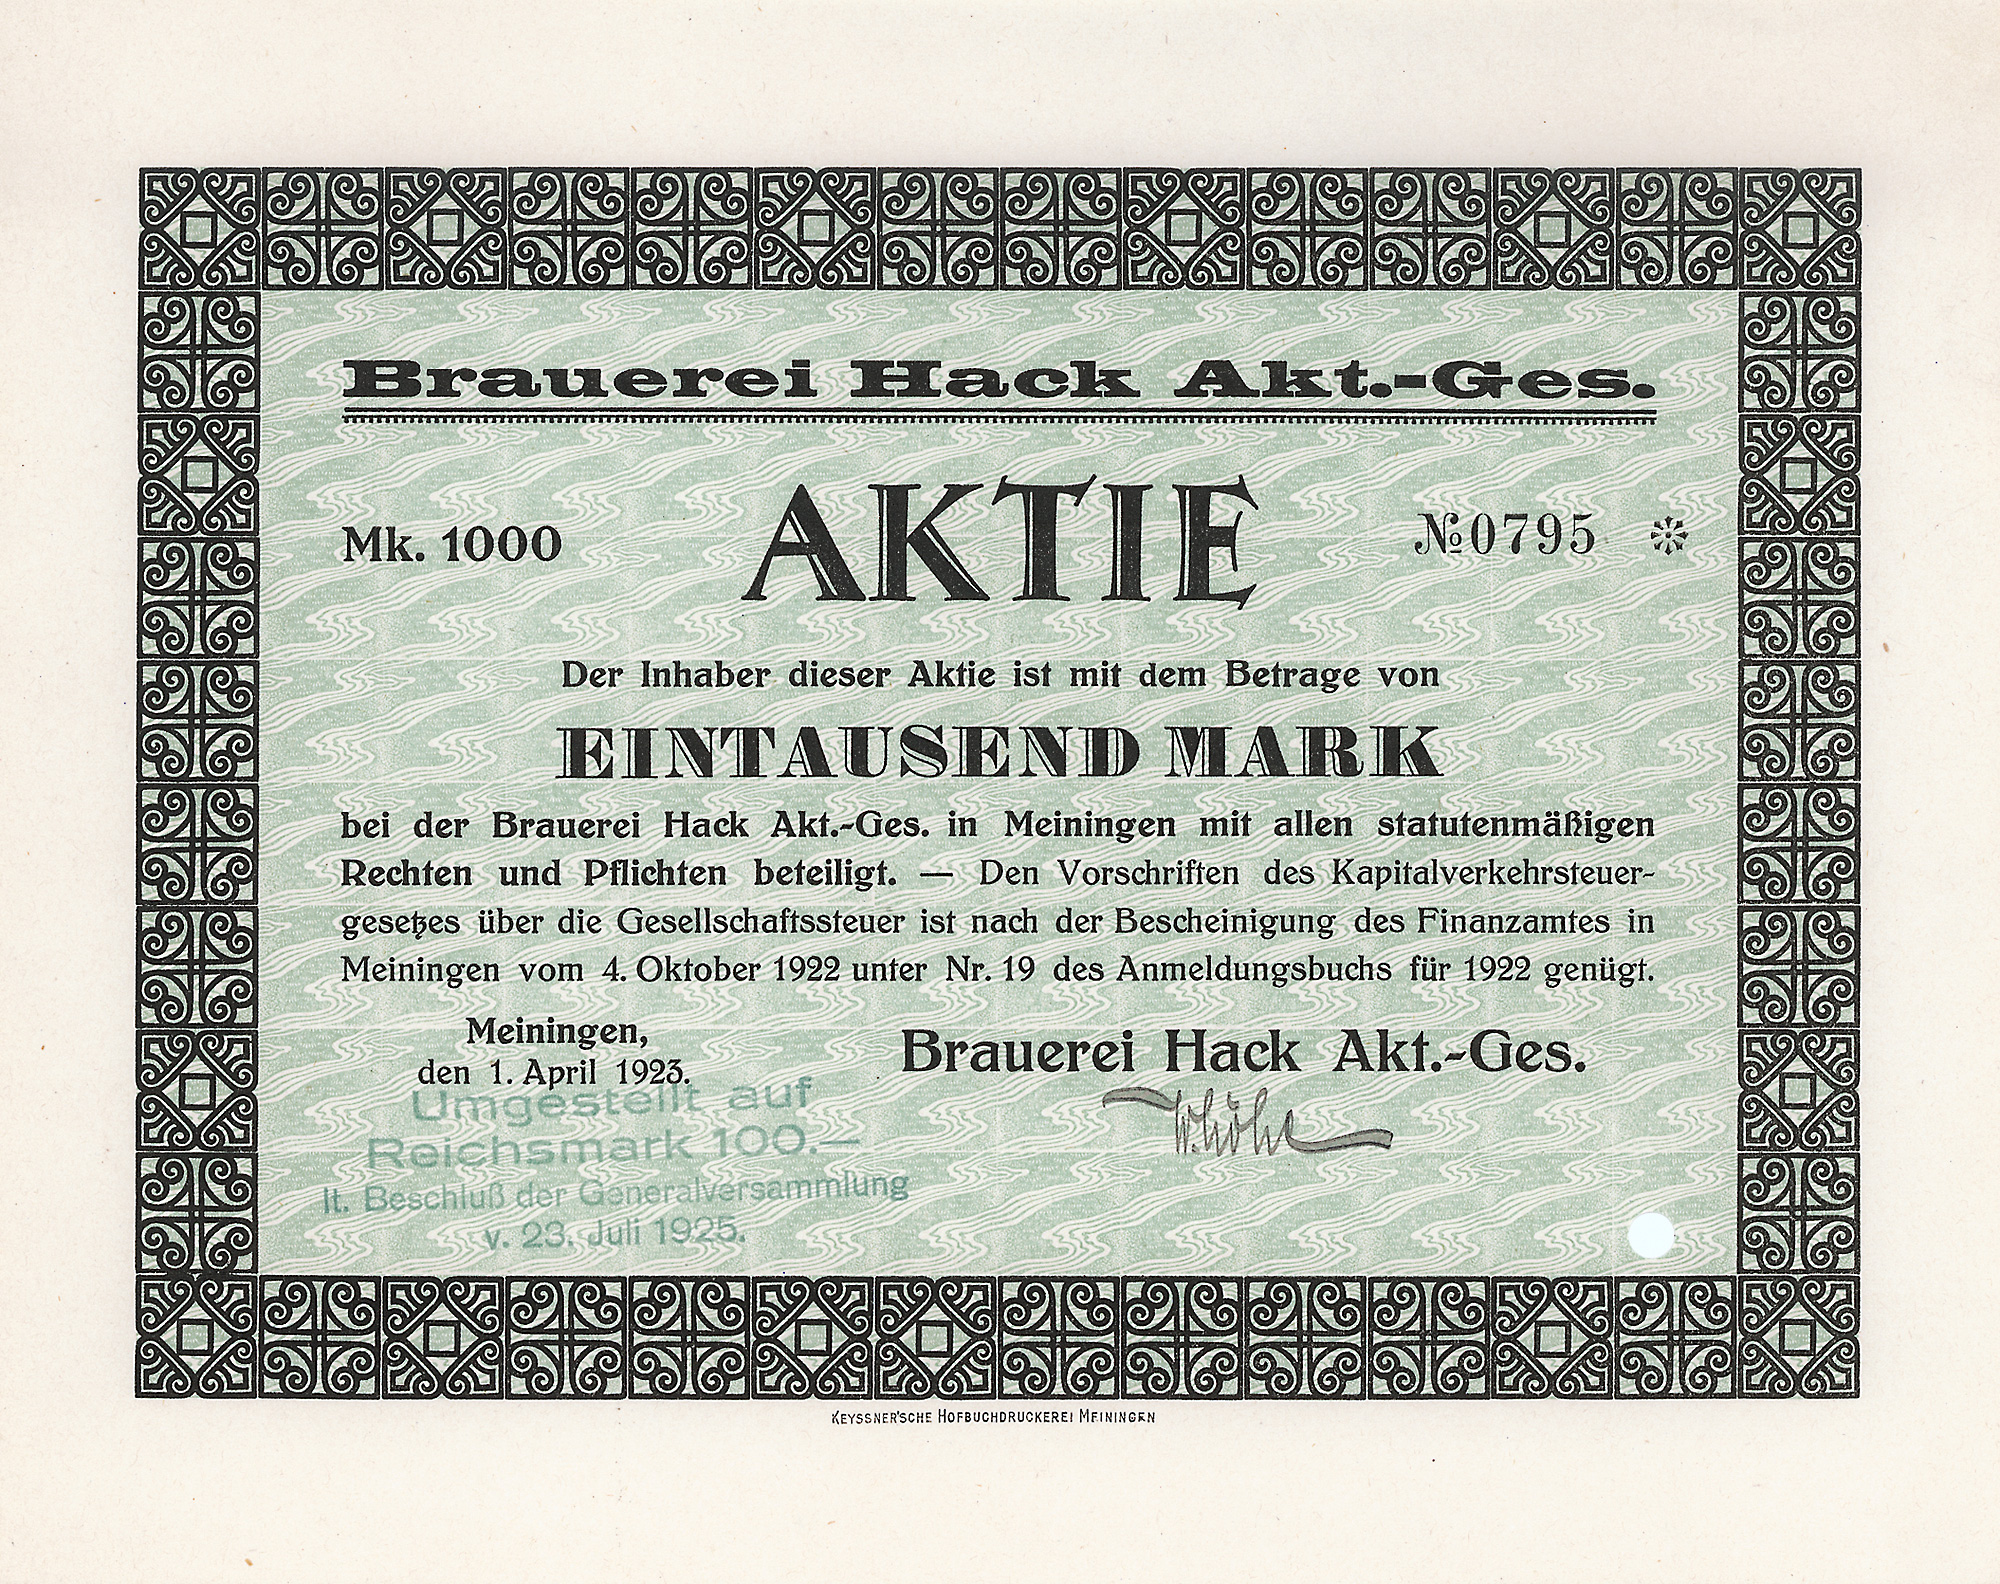 Brauerei Hack Akt.-Ges.
Mk. 1000 AKTIE № 0795 *
Der Inhaber dieser Aktie ist mit dem Betrage von
EINTAUSEND MARK
bei der Brauerei Hack Akt.-Ges. in Meiningen mit allen statutenmäßigen
Rechten und Pflichten beteiligt. — Den Vorschriften des Kapitalverkehrsteuer-
gesetzes über die Gesellschaftssteuer ist nach der Bescheinigung des Finanzamtes in
Meiningen vom 4. Oktober 1922 unter Nr. 19 des Anmeldungsbuchs für 1922 genügt.
Meiningen,
den 1. April 1923.
Brauerei Hack Akt.-Ges.
Umgestellt auf
Reichsmark 100.—
lt. Beschluß der Generalversammlung
v. 23. Juli 1925.
KEYSSNER'SCHE HOFBUCHDRUCKEREI MEININGEN